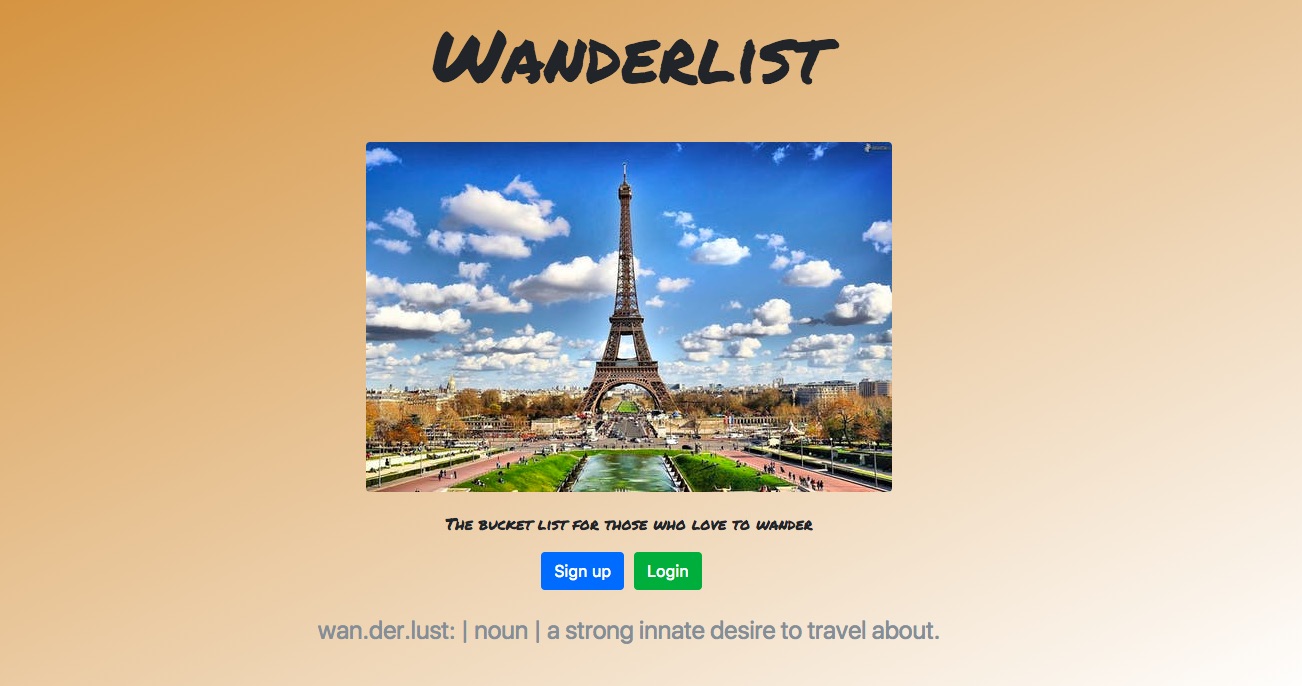 Wanderlist
The bucket list for those who love to wander
Sign up
Login
wan.der.lust: | noun | a strong innate desire to travel about.